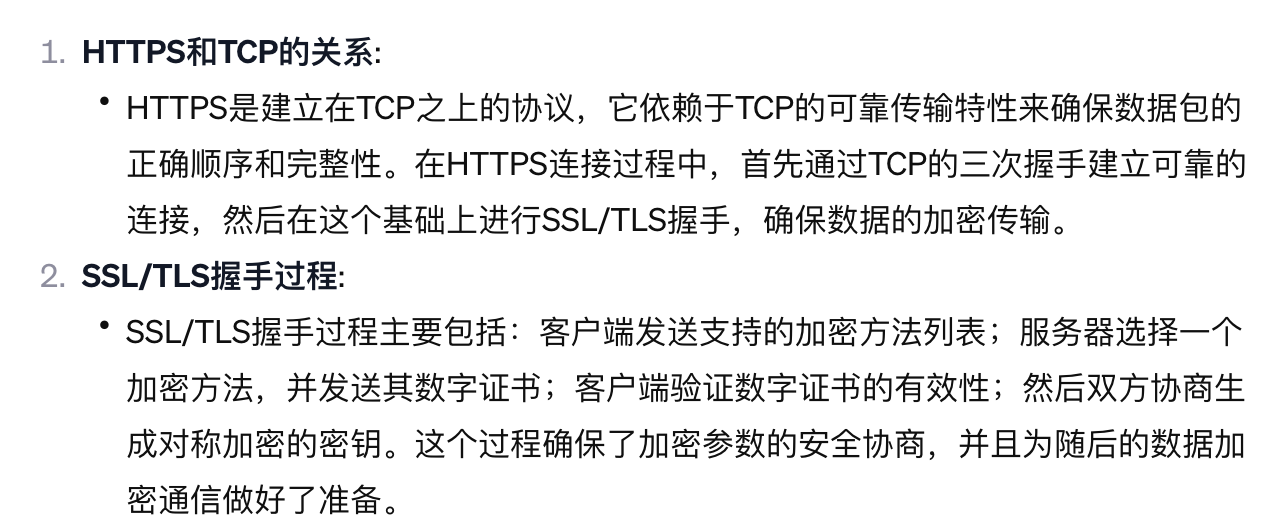 1. HTTPS和TCP的关系:
• HTTPS是建立在TCP之上的协议，它依赖于TCP的可靠传输特性来确保数据包的
正确顺序和完整性。在HTTPS连接过程中，首先通过TCP的三次握手建立可靠的
连接，然后在这个基础上进行SSL/TLS握手，确保数据的加密传输。
2. SSL/TLS握手过程:
• SSL/TLS握手过程主要包括：客户端发送支持的加密方法列表；服务器选择一个
加密方法，并发送其数字证书；客户端验证数字证书的有效性；然后双方协商生
成对称加密的密钥。这个过程确保了加密参数的安全协商，并且为随后的数据加
密通信做好了准备。